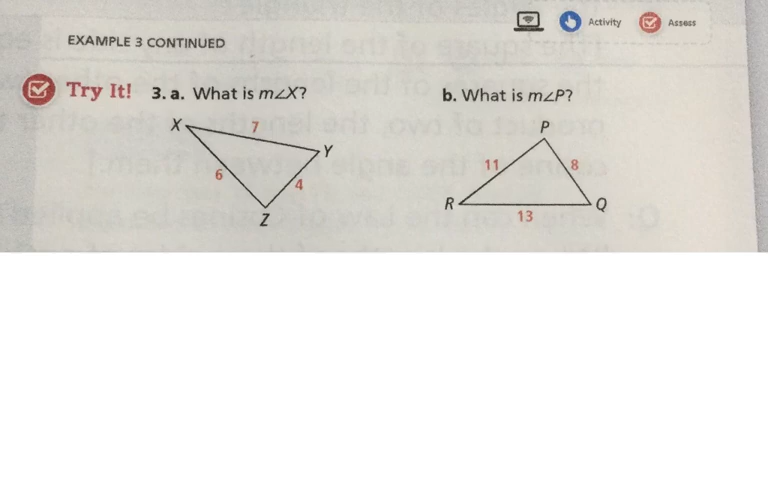 Activity
Assess
EXAMPLE 3 CONTINUED
Try It! 3. a. What is m∠X?
b. What is m∠P?
X
7
Y
6
4
Z
P
11
8
R
Q
13